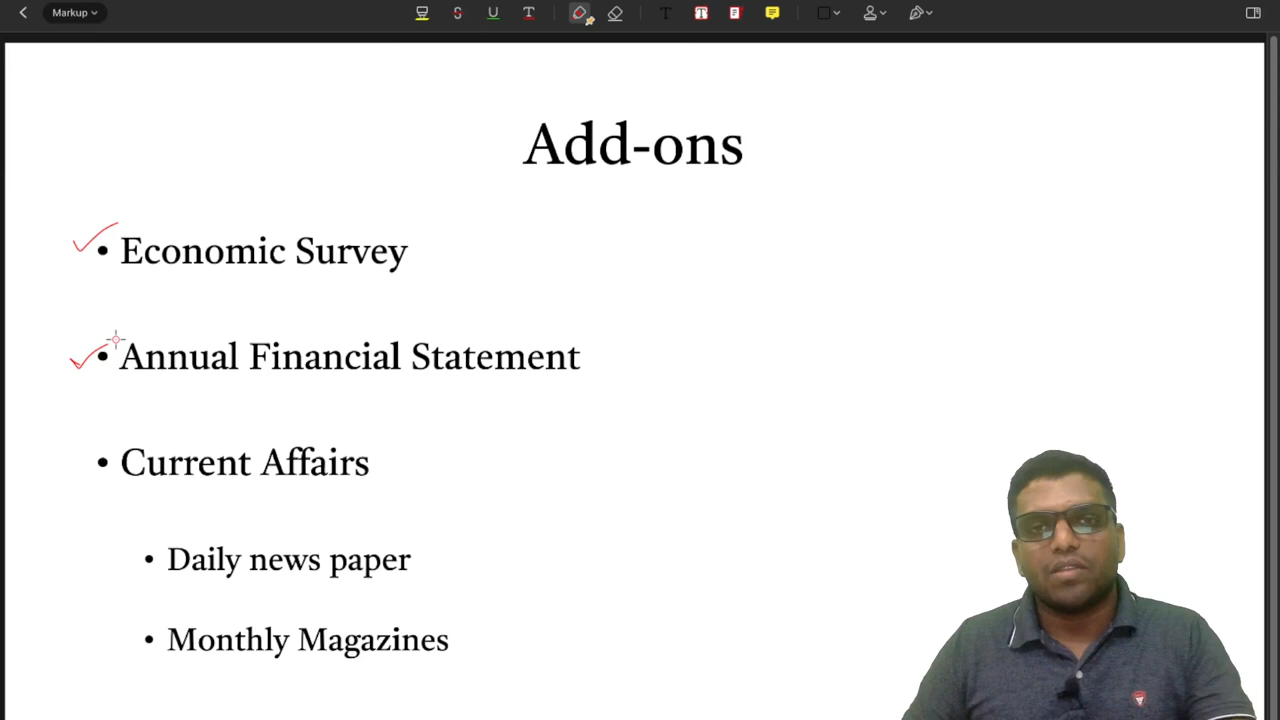 Markup
Add-ons
• Economic Survey
• Annual Financial Statement
• Current Affairs
• Daily news paper
• Monthly Magazines